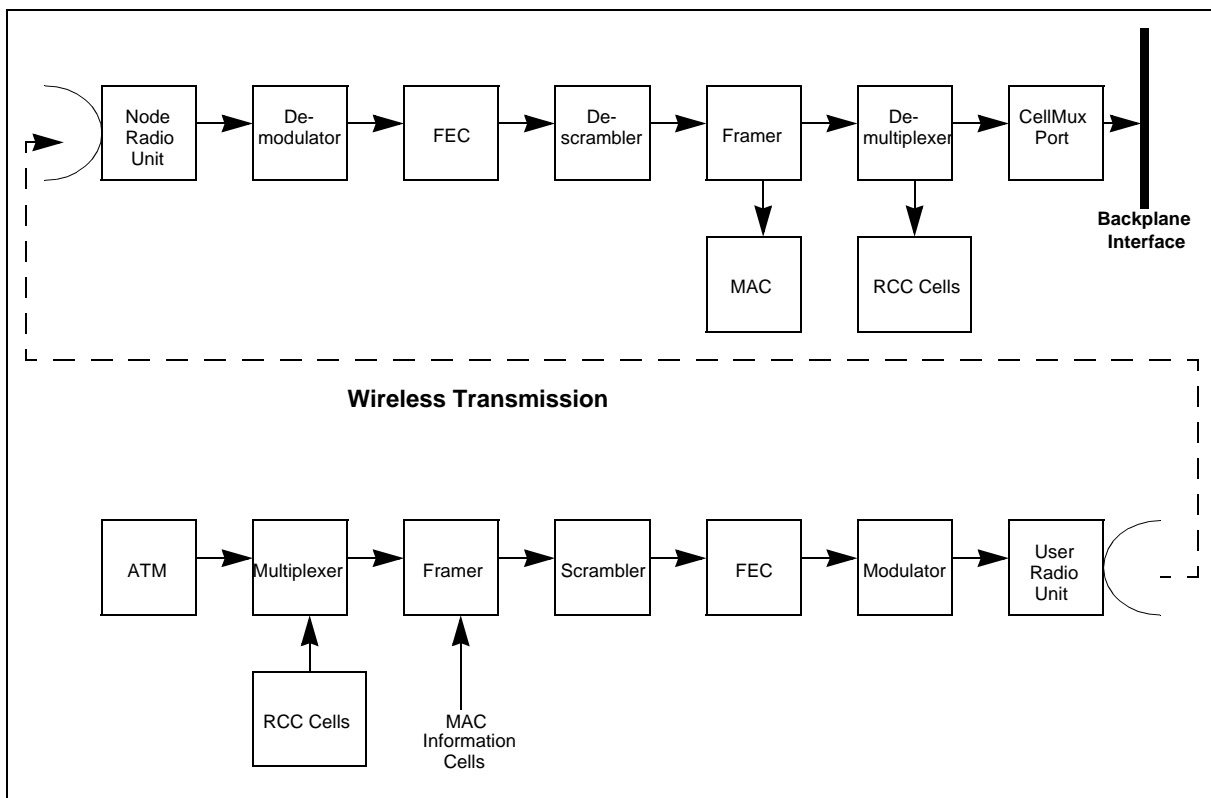 Node
Radio
Unit
De-
modulator
FEC
De-
scrambler
Framer
De-
multiplexer
CellMux
Port
Backplane
Interface
MAC
RCC Cells
Wireless Transmission
ATM
Multiplexer
Framer
Scrambler
FEC
Modulator
User
Radio
Unit
RCC Cells
MAC
Information
Cells